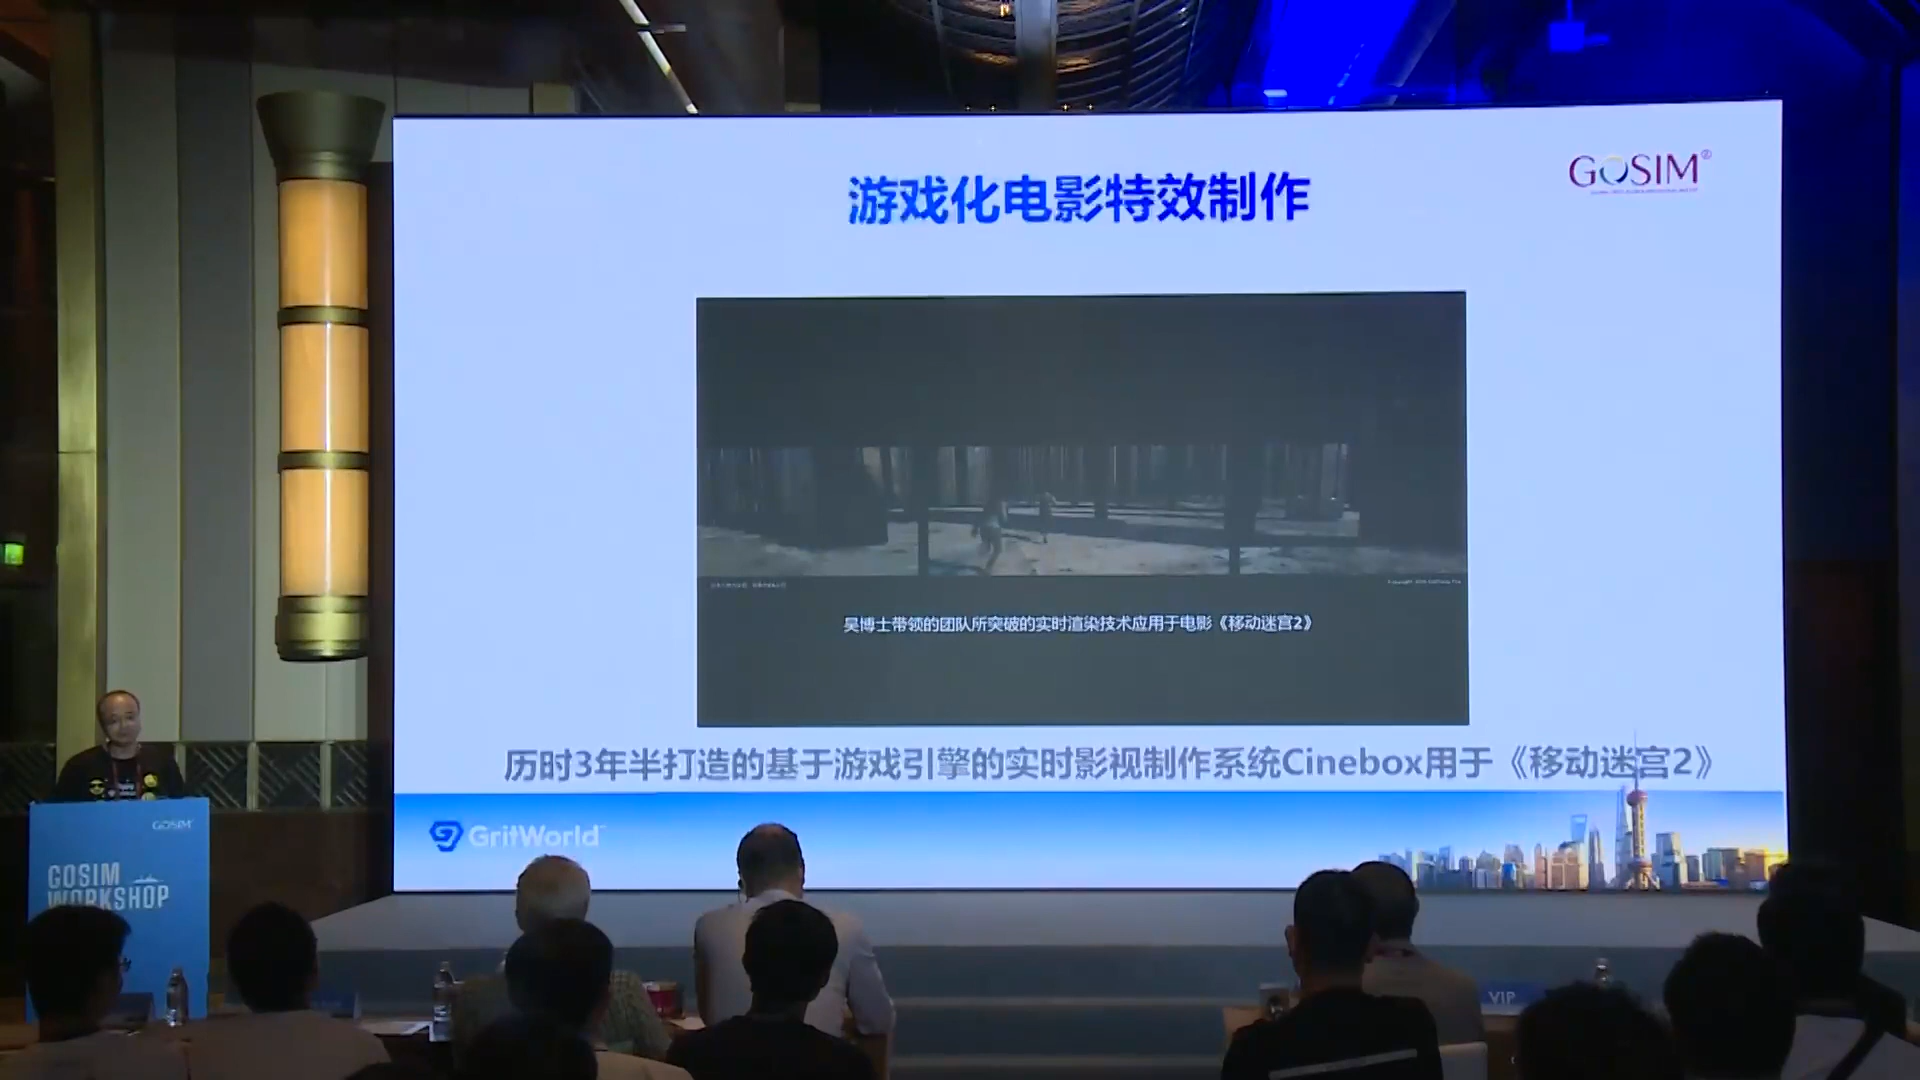 游戏化电影特效制作
GOSIM
吴博士带领的团队所突破的实时渲染技术应用于电影《移动迷宫2》
历时3年半打造的基于游戏引擎的实时影视制作系统Cinebox用于《移动迷宫2》
GritWorld
GOSIM
GOSIM
WORKSHOP
VIP